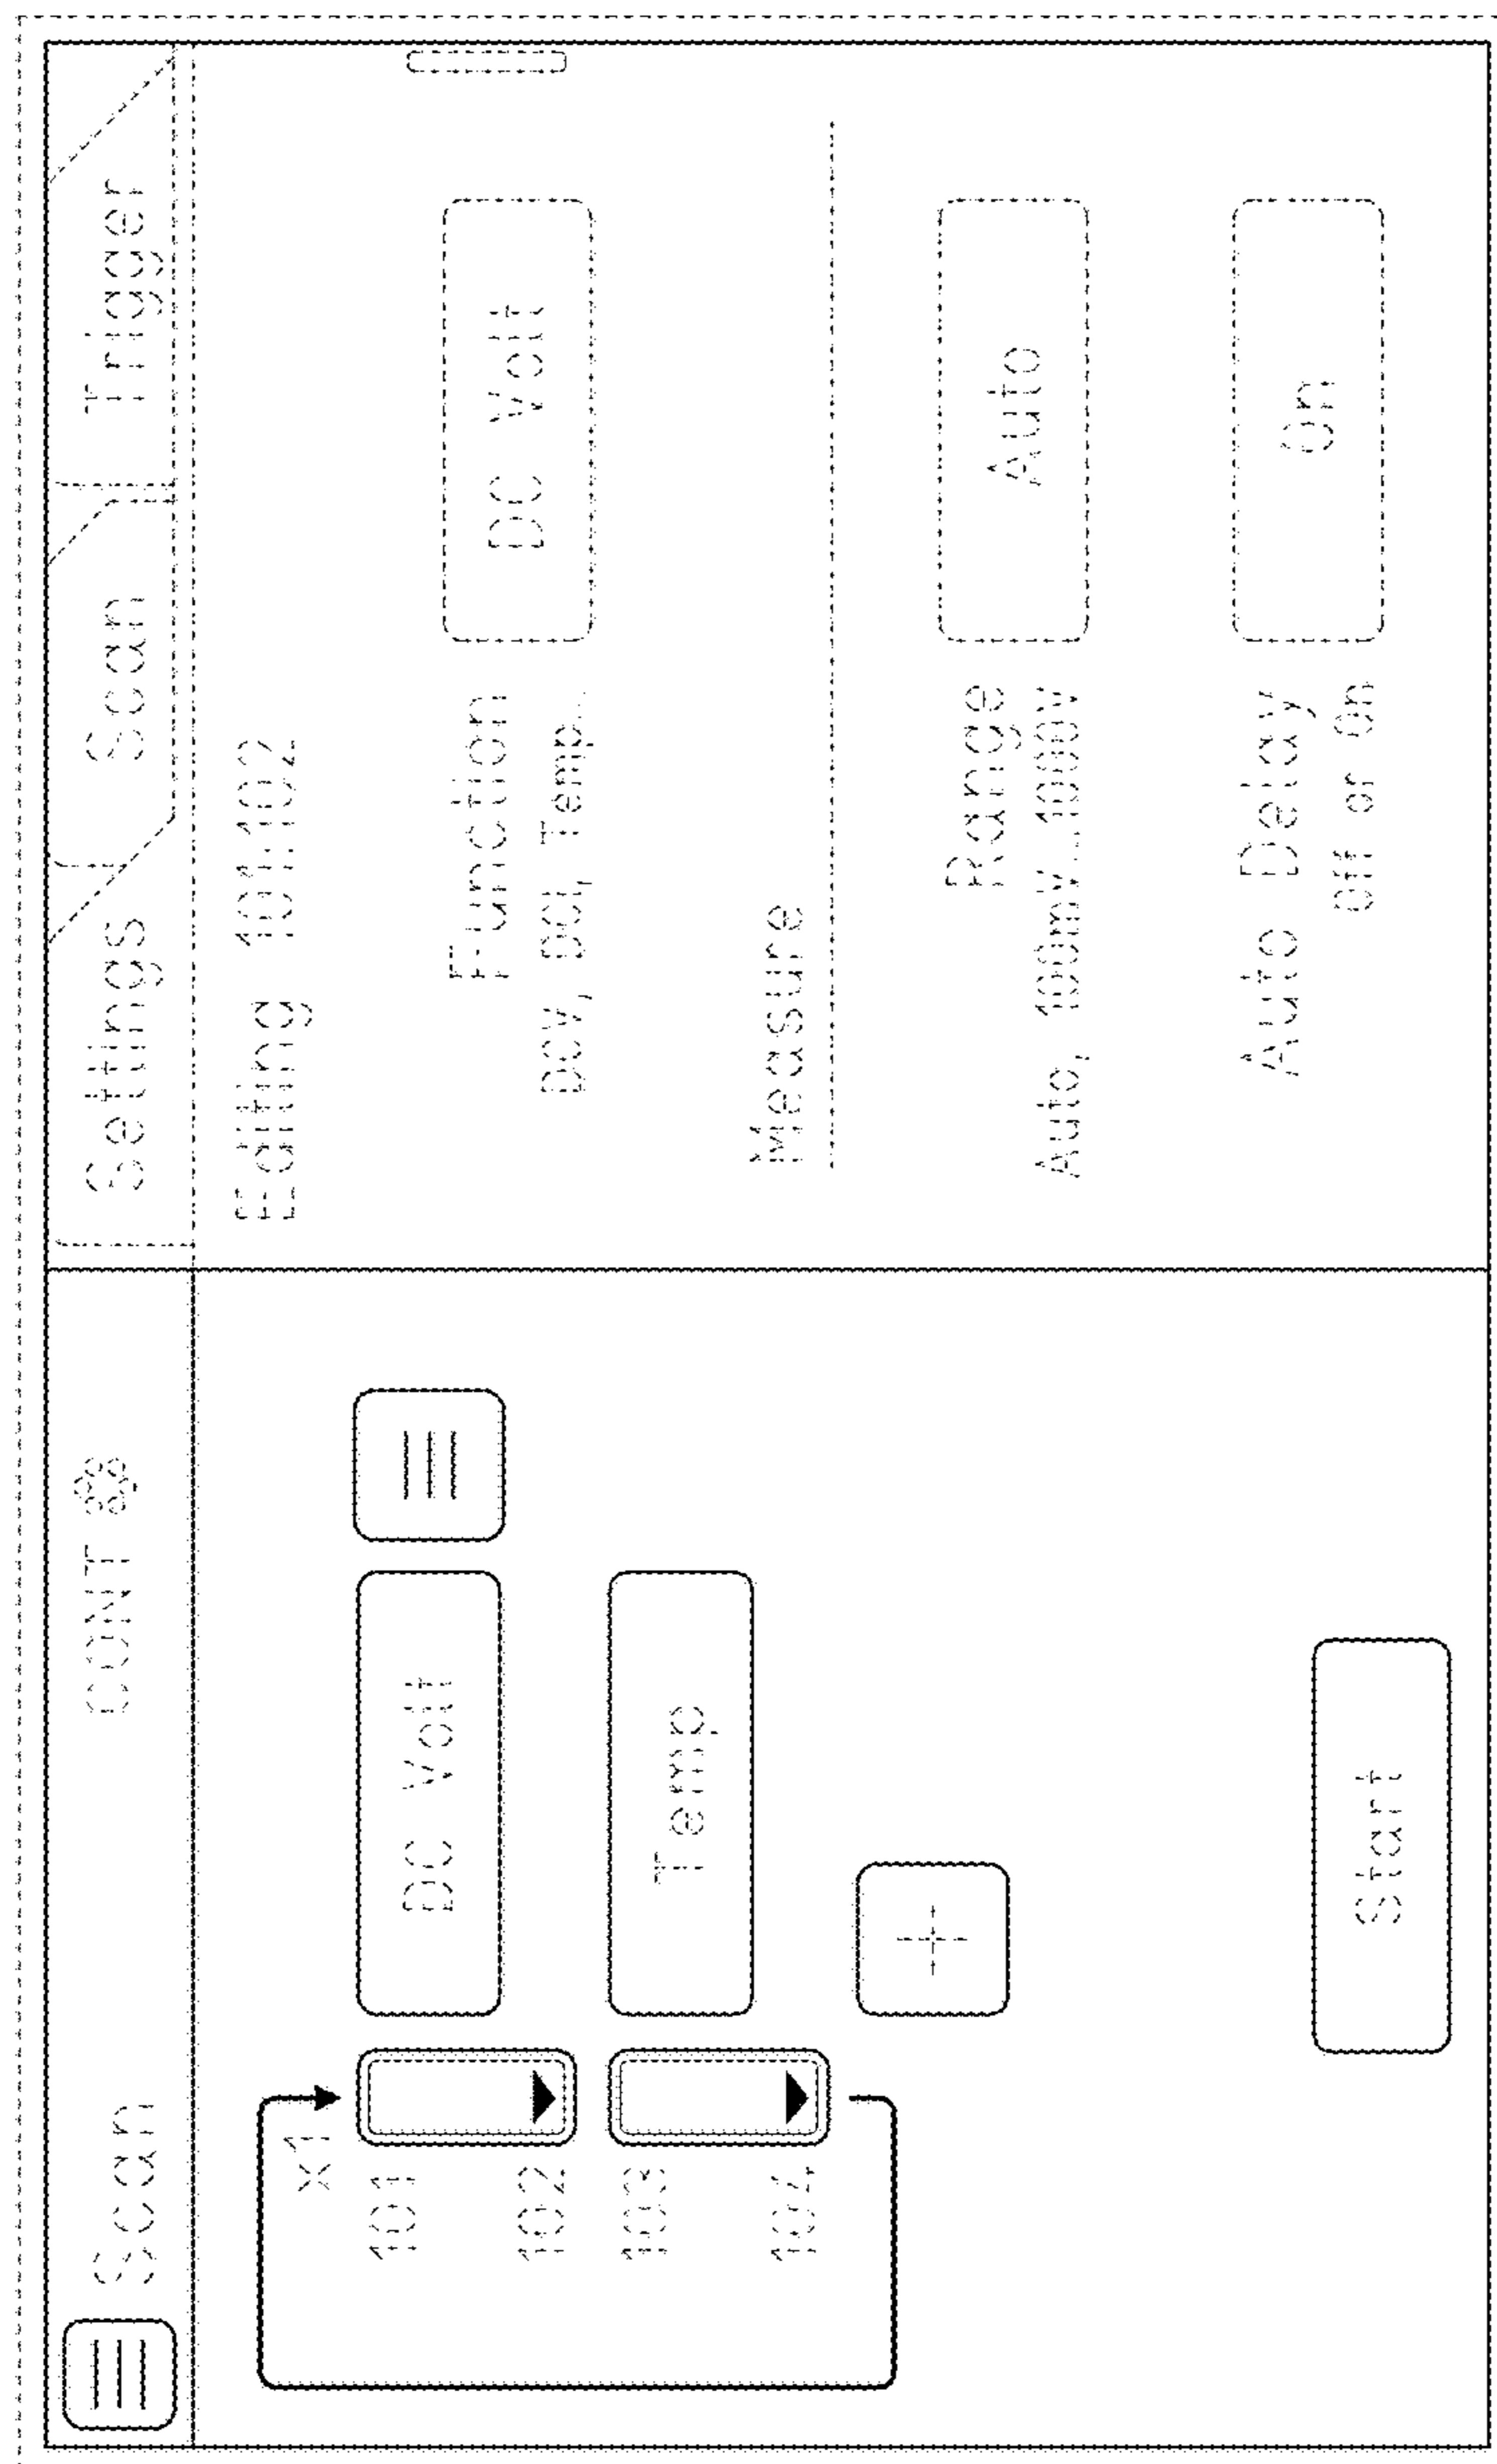 Scan
CONT
x1
101
DC Volt
102
103
Temp
104
+
Start
Settings
Scan
Trigger
Editing 101:102
Function
DCV, DCI, Temp...
DC Volt
Measure
Range
Auto, 100mV...1000V
Auto
Auto Delay
Off or On
On